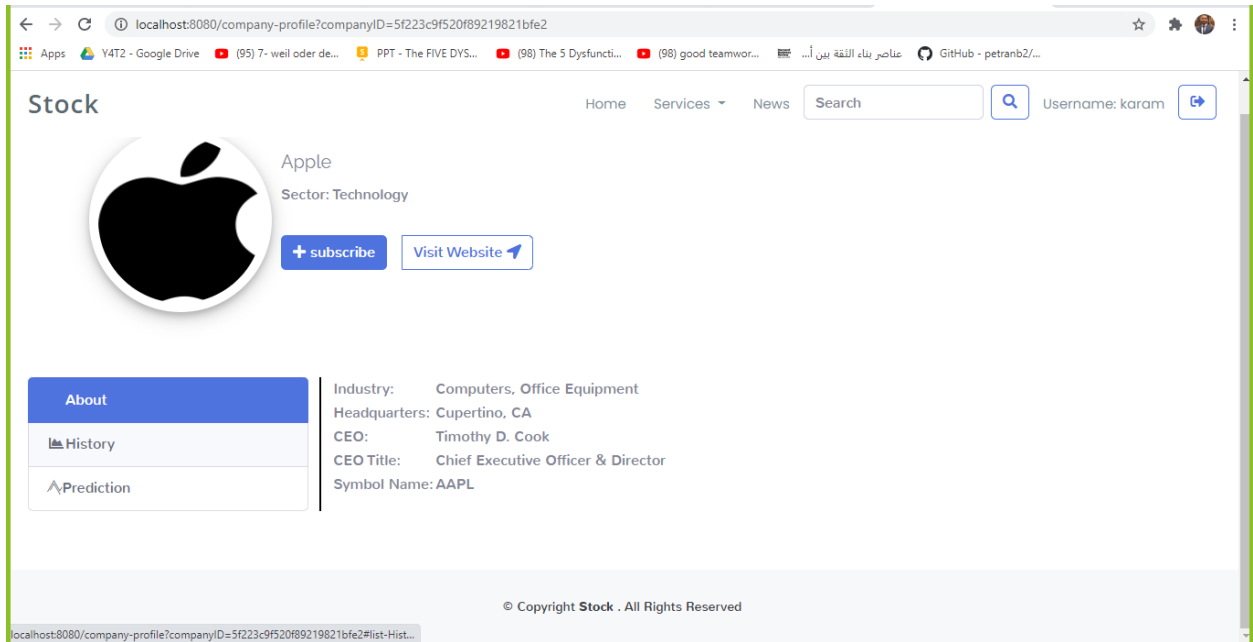 localhost:8080/company-profile?companyID=5f223c9f520f89219821bfe2
Apps Y4T2 - Google Drive (95) 7- weil oder de... PPT - The FIVE DYS... (98) The 5 Dysfuncti... (98) good teamwor... عناصر بناء الثقة بين أ... GitHub - petranb2/...
Stock Home Services News Search Username: karam
Apple
Sector: Technology
+ subscribe Visit Website
About
History
Prediction
Industry: Computers, Office Equipment
Headquarters: Cupertino, CA
CEO: Timothy D. Cook
CEO Title: Chief Executive Officer & Director
Symbol Name: AAPL
© Copyright Stock . All Rights Reserved
localhost:8080/company-profile?companyID=5f223c9f520f89219821bfe2#list-Hist...